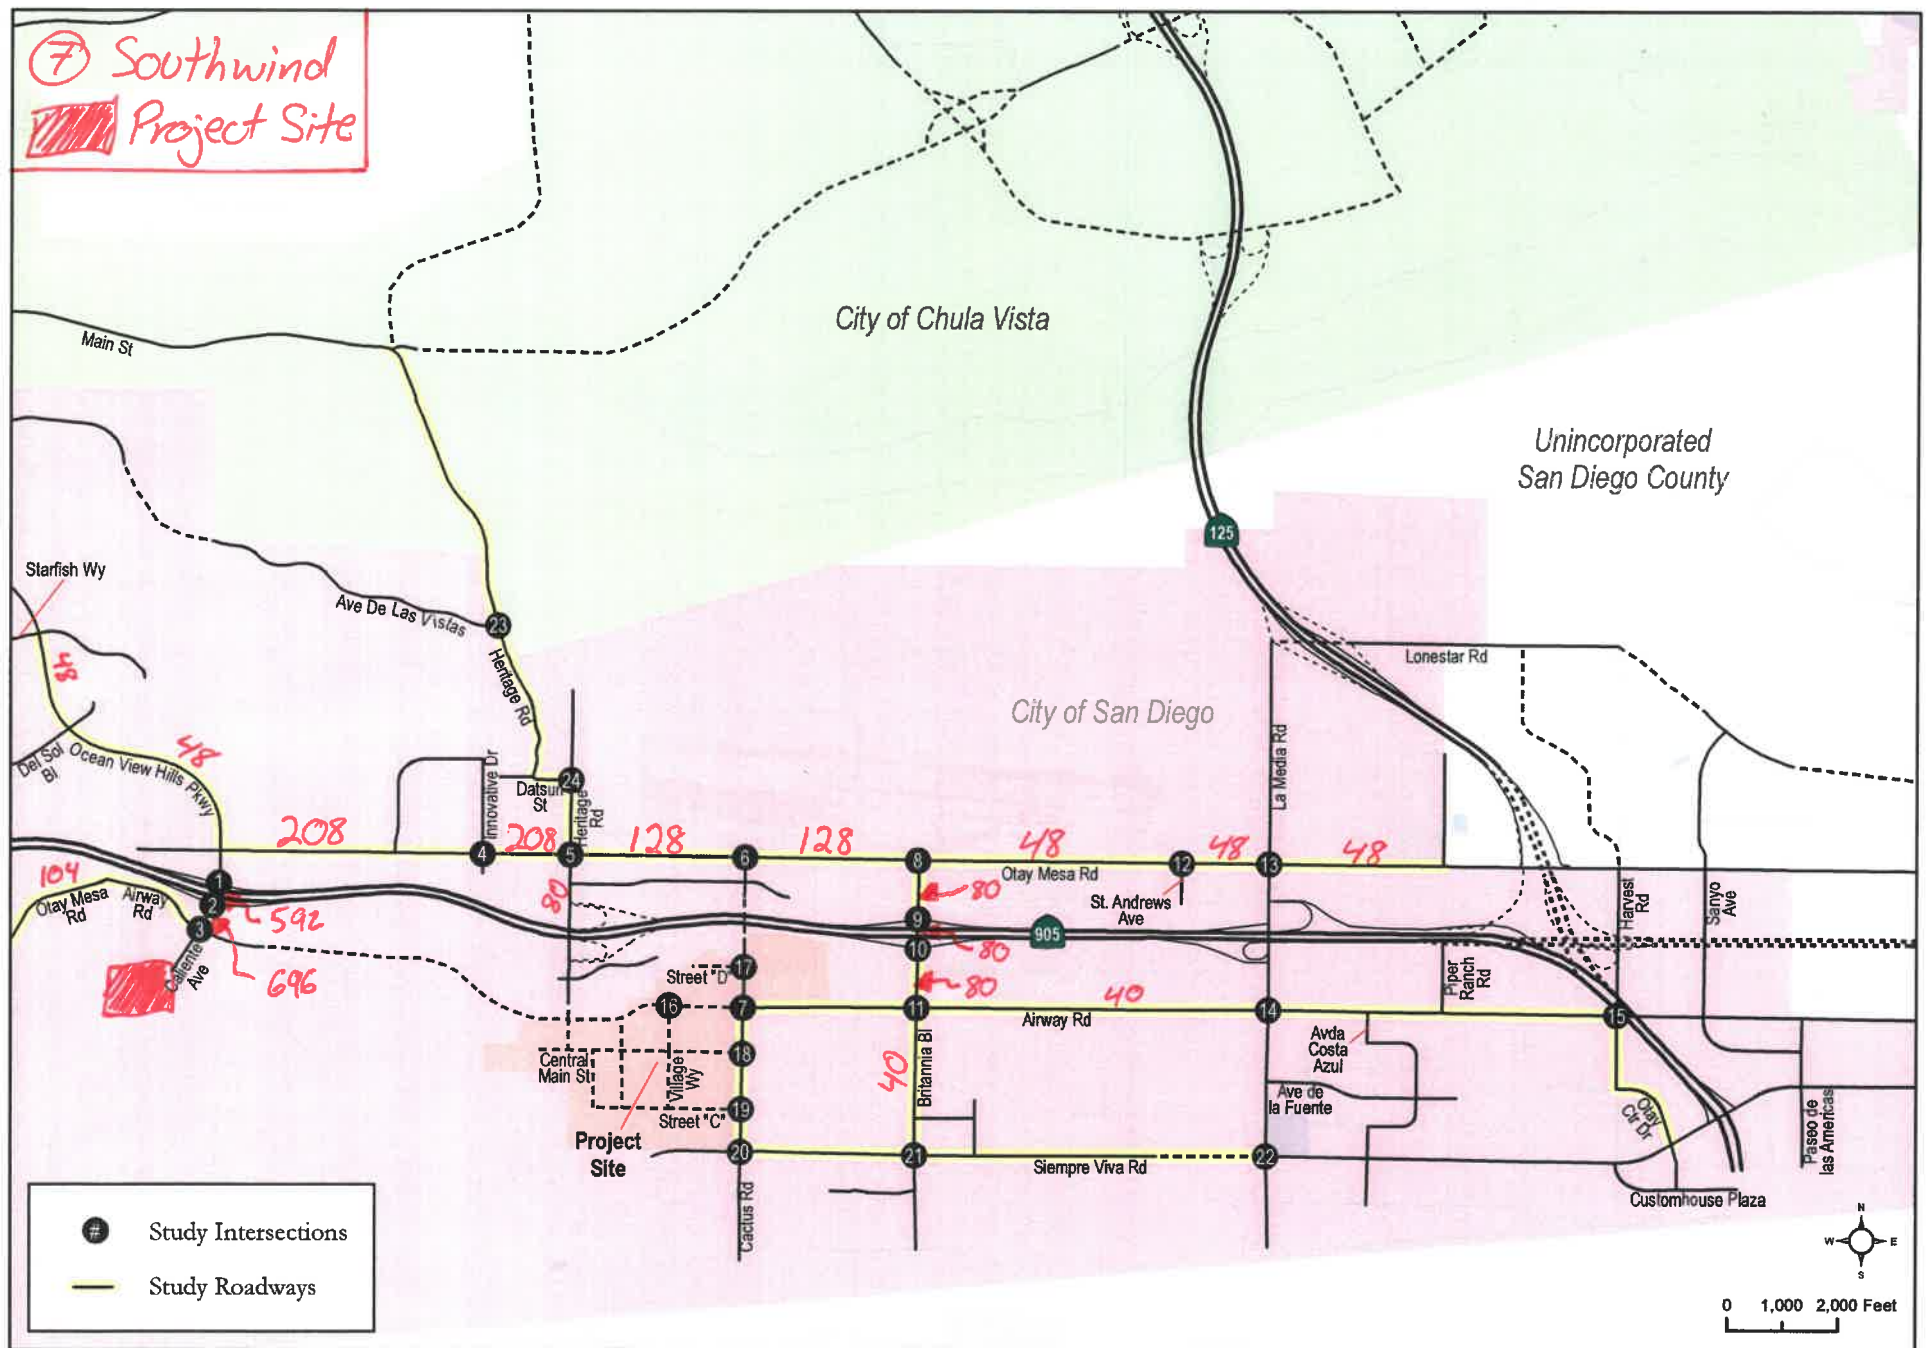 ⑦ Southwind
Project Site
City of Chula Vista
Main St
Unincorporated
San Diego County
125
Starfish Wy
Ave De Las Vistas
23
Lonestar Rd
48
Heritage Rd
City of San Diego
Del Sol
Bl
Ocean View Hills Pkwy
48
Innovative Dr
Datsun
St
24
Heritage
Rd
La Media Rd
208
4
208
5
128
6
128
8
48
12
48
13
48
Otay Mesa Rd
104
Otay Mesa
Rd
Airway
Rd
1
2
592
3
696
Caliente
Ave
80
80
9
80
10
80
905
St. Andrews
Ave
Harvest
Rd
Sanyo
Ave
Street "D"
17
Piper
Ranch
Rd
16
7
11
40
Airway Rd
14
15
Central
Main St
Village
Wy
18
40
Britannia Bl
Avda
Costa
Azul
Ave de
la Fuente
Street "C"
19
Otay
Ctr Dr
Paseo de
las Americas
Project
Site
20
21
Siempre Viva Rd
22
Cactus Rd
Customhouse Plaza
# Study Intersections
Study Roadways
N
W E
S
0 1,000 2,000 Feet